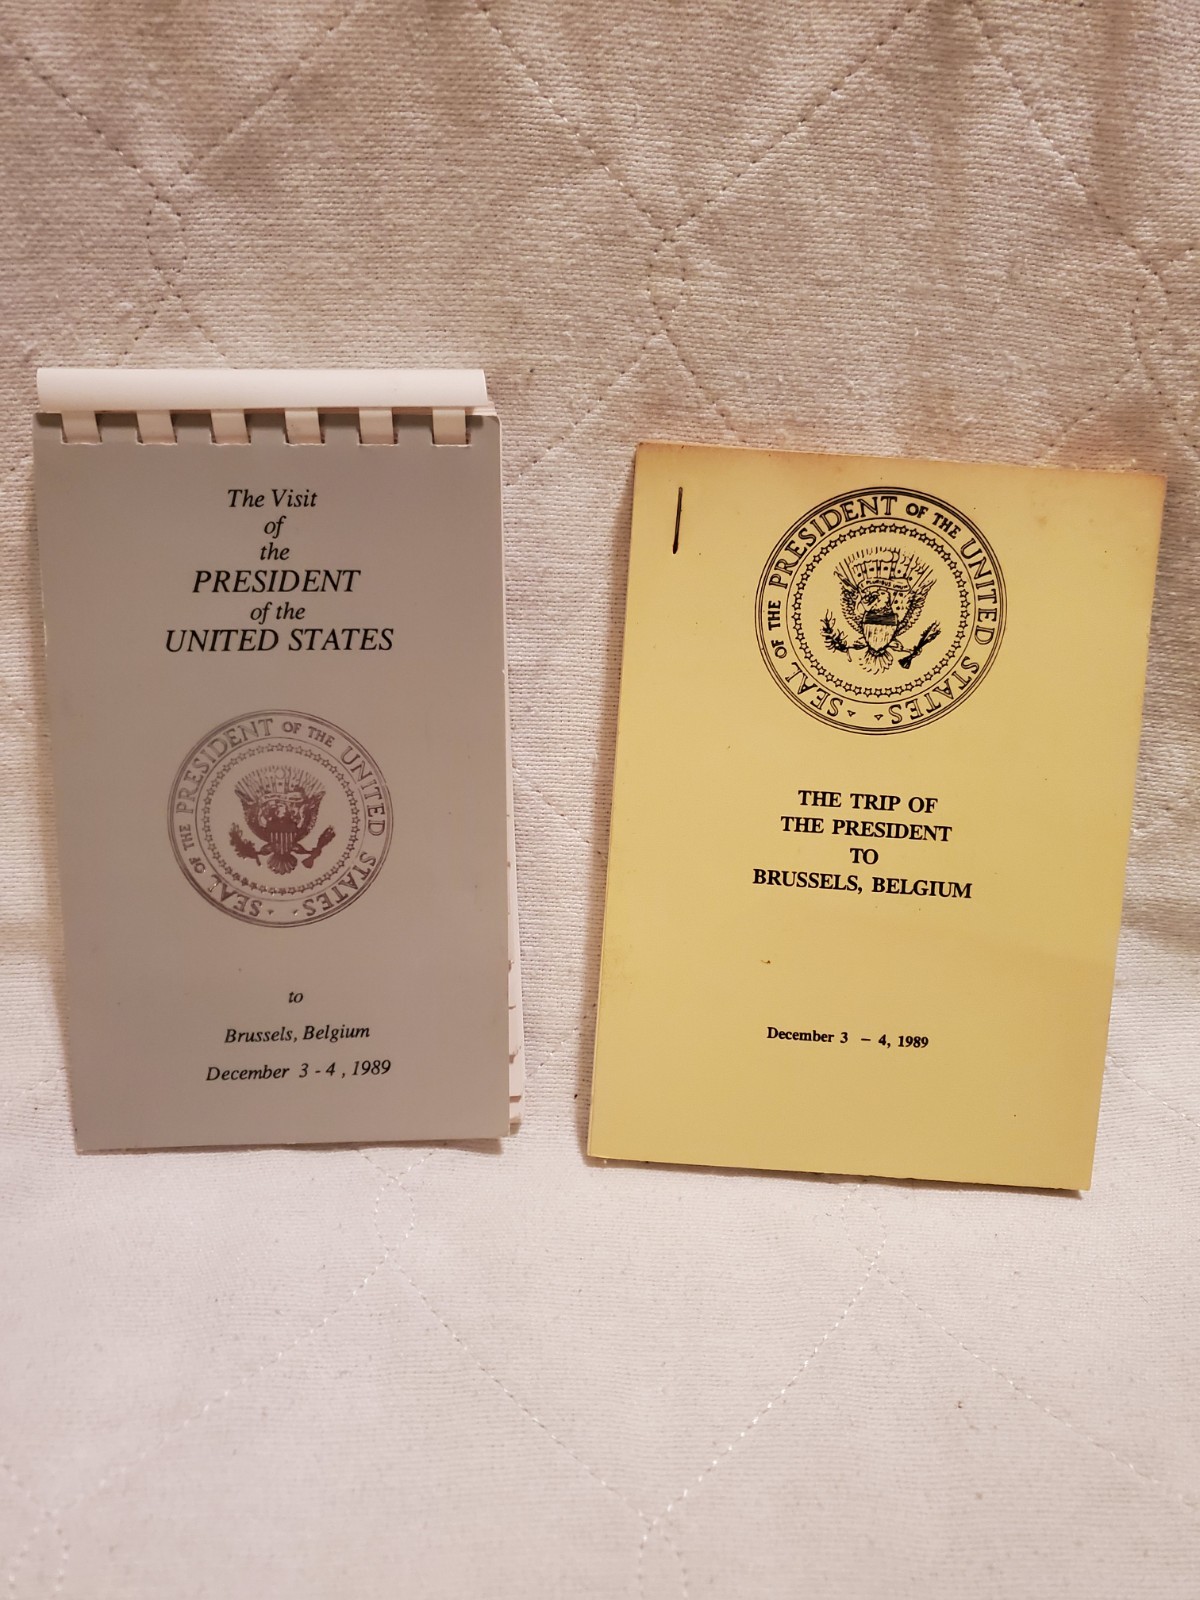 The Visit
of
the
PRESIDENT
of the
UNITED STATES
SEAL OF THE PRESIDENT OF THE UNITED STATES
to
Brussels, Belgium
December 3 - 4 , 1989
SEAL OF THE PRESIDENT OF THE UNITED STATES
THE TRIP OF
THE PRESIDENT
TO
BRUSSELS, BELGIUM
December 3 – 4, 1989